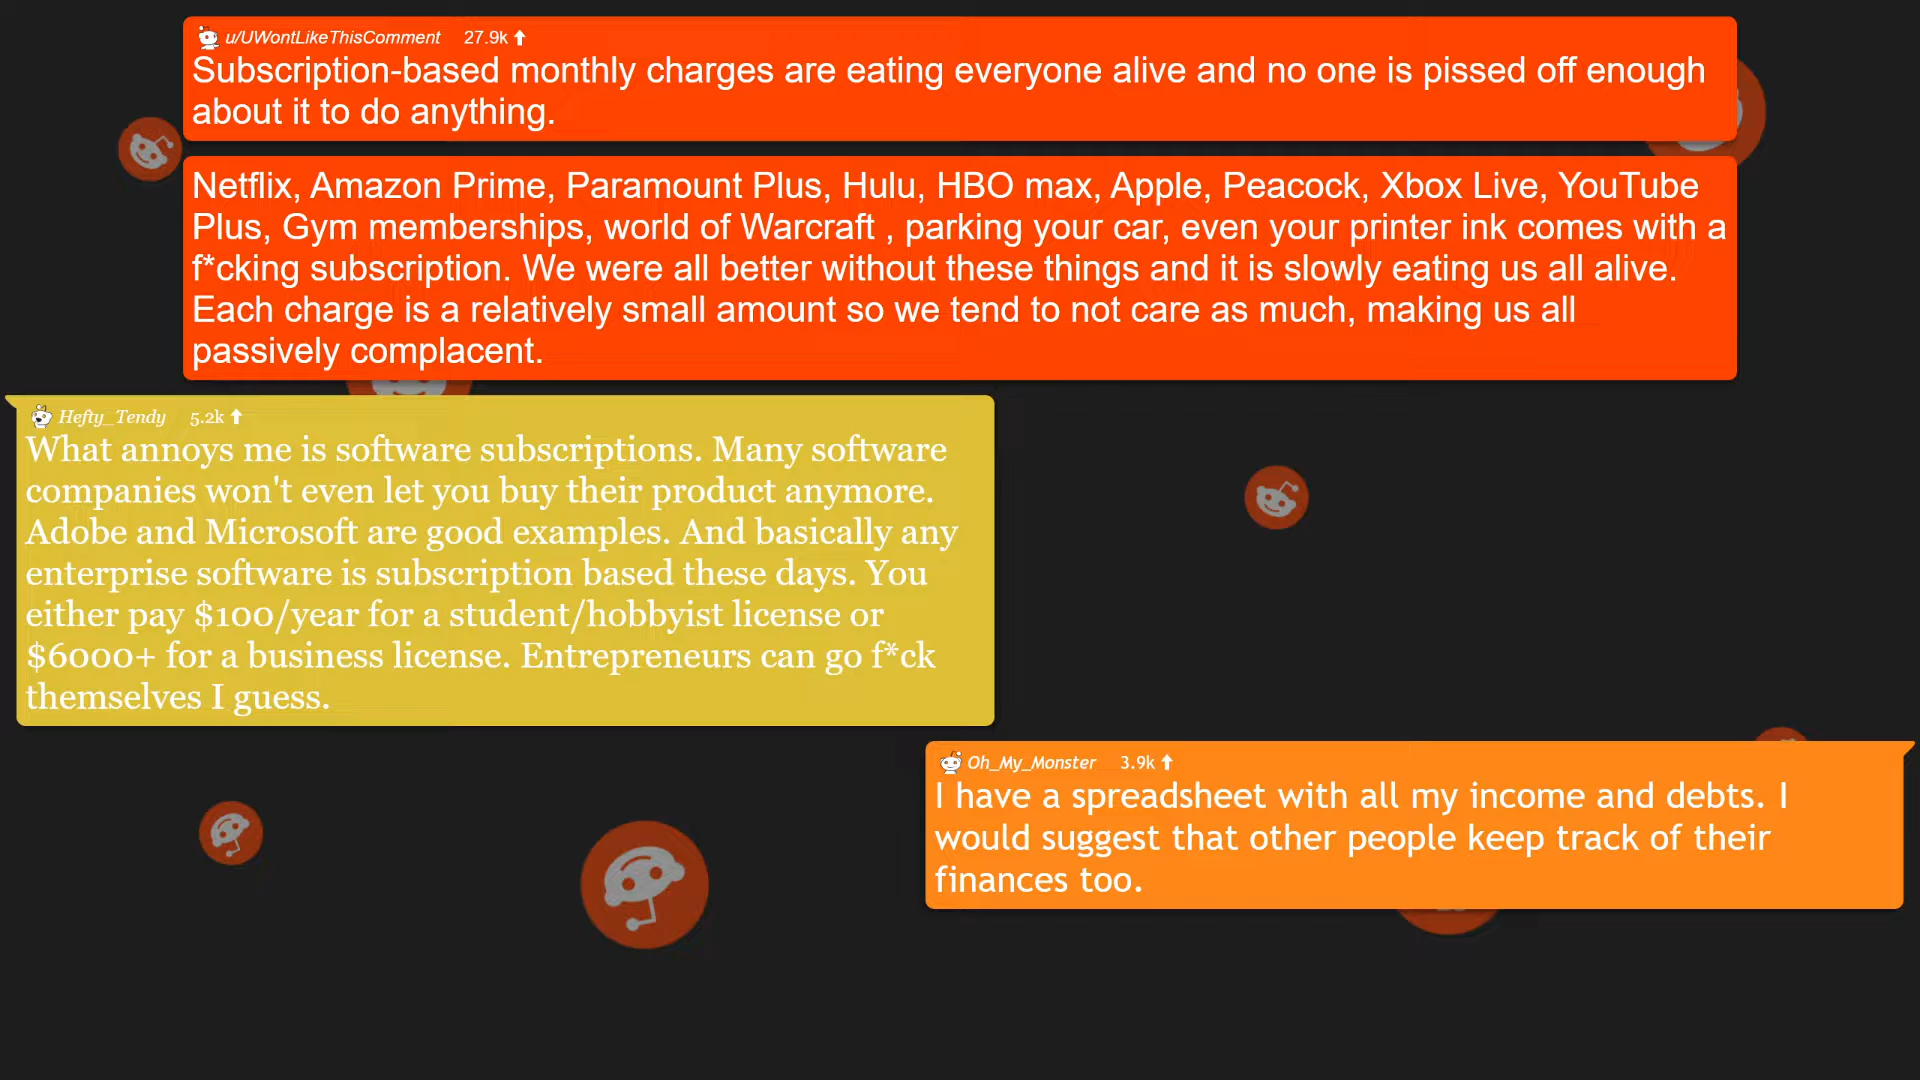 u/UWontLikeThisComment 27.9k
Subscription-based monthly charges are eating everyone alive and no one is pissed off enough
about it to do anything.
Netflix, Amazon Prime, Paramount Plus, Hulu, HBO max, Apple, Peacock, Xbox Live, YouTube
Plus, Gym memberships, world of Warcraft , parking your car, even your printer ink comes with a
f*cking subscription. We were all better without these things and it is slowly eating us all alive.
Each charge is a relatively small amount so we tend to not care as much, making us all
passively complacent.
Hefty_Tendy 5.2k
What annoys me is software subscriptions. Many software
companies won't even let you buy their product anymore.
Adobe and Microsoft are good examples. And basically any
enterprise software is subscription based these days. You
either pay $100/year for a student/hobbyist license or
$6000+ for a business license. Entrepreneurs can go f*ck
themselves I guess.
Oh_My_Monster 3.9k
I have a spreadsheet with all my income and debts. I
would suggest that other people keep track of their
finances too.